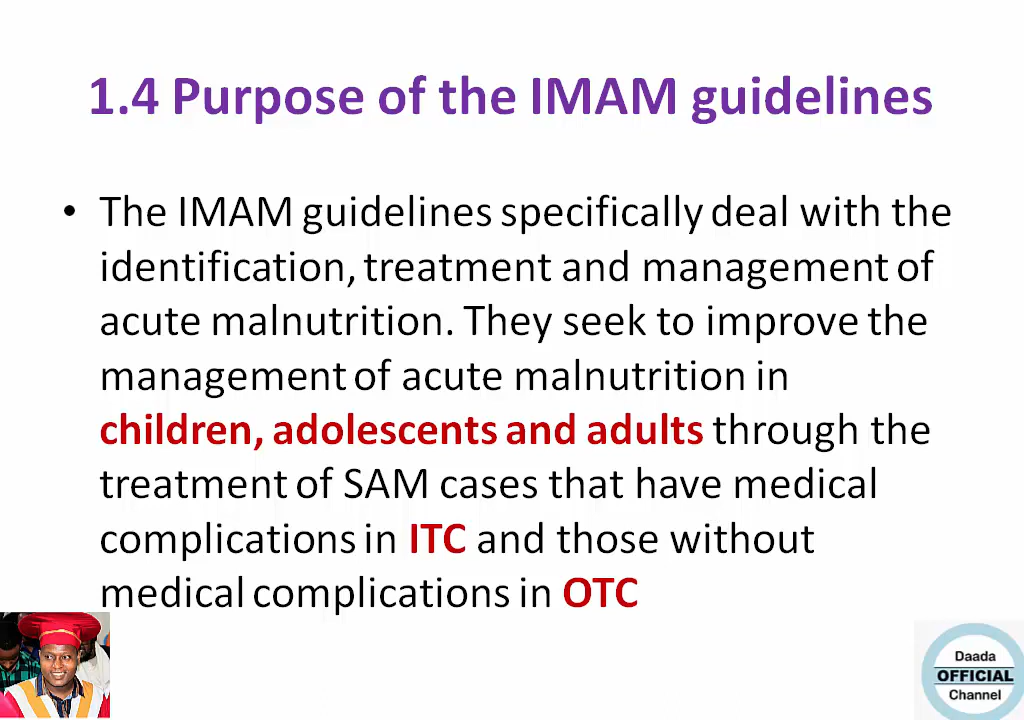 1.4 Purpose of the IMAM guidelines
• The IMAM guidelines specifically deal with the
identification, treatment and management of
acute malnutrition. They seek to improve the
management of acute malnutrition in
children, adolescents and adults through the
treatment of SAM cases that have medical
complications in ITC and those without
medical complications in OTC
Daada
OFFICIAL
Channel